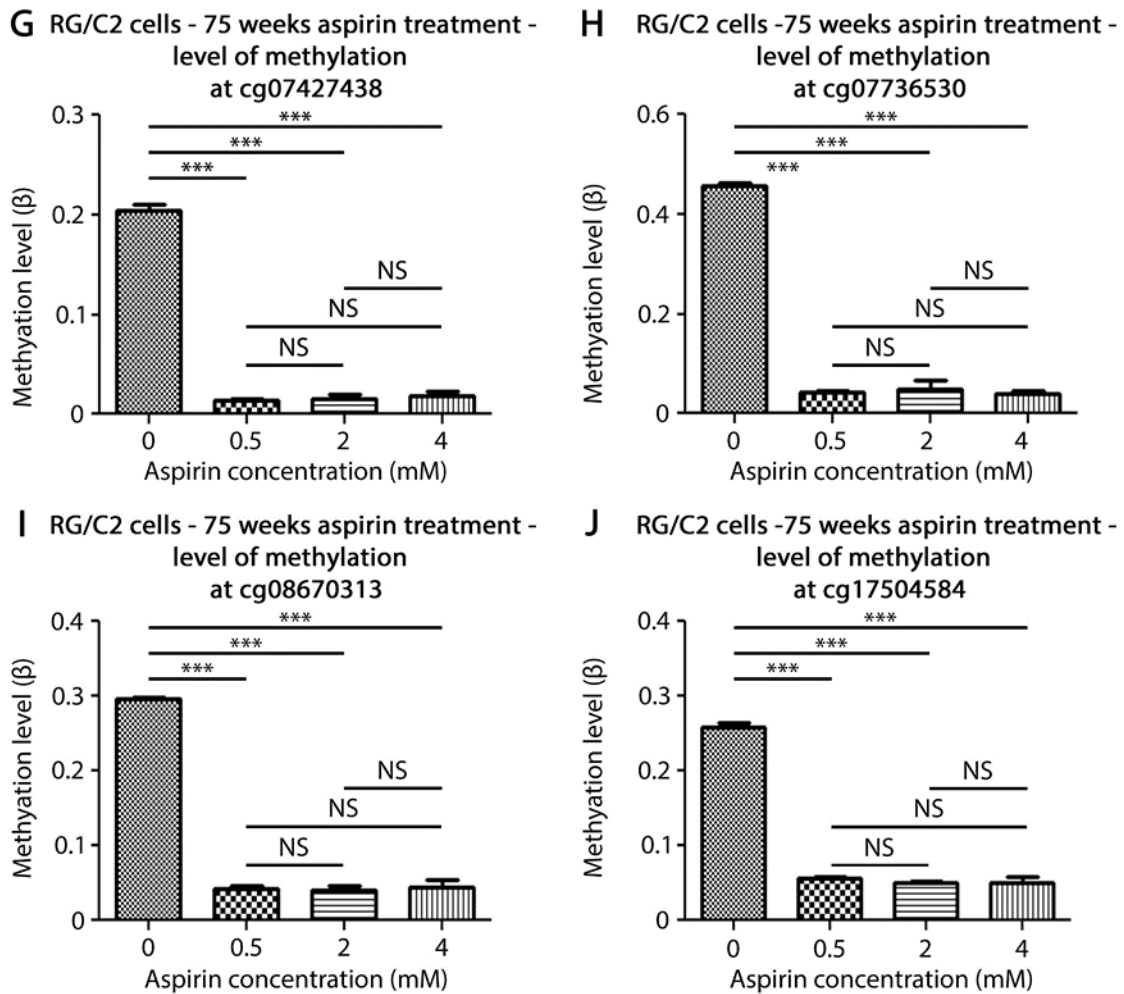 G RG/C2 cells - 75 weeks aspirin treatment -
level of methylation
at cg07427438
0.3
0.2
0.1
0
Methyation level (β)
***
***
***
NS
NS
NS
0 0.5 2 4
Aspirin concentration (mM)
H RG/C2 cells -75 weeks aspirin treatment -
level of methylation
at cg07736530
0.6
0.4
0.2
0
Methyation level (β)
***
***
***
NS
NS
NS
0 0.5 2 4
Aspirin concentration (mM)
I RG/C2 cells - 75 weeks aspirin treatment -
level of methylation
at cg08670313
0.4
0.3
0.2
0.1
0
Methyation level (β)
***
***
***
NS
NS
NS
0 0.5 2 4
Aspirin concentration (mM)
J RG/C2 cells -75 weeks aspirin treatment -
level of methylation
at cg17504584
0.4
0.3
0.2
0.1
0
Methyation level (β)
***
***
***
NS
NS
NS
0 0.5 2 4
Aspirin concentration (mM)